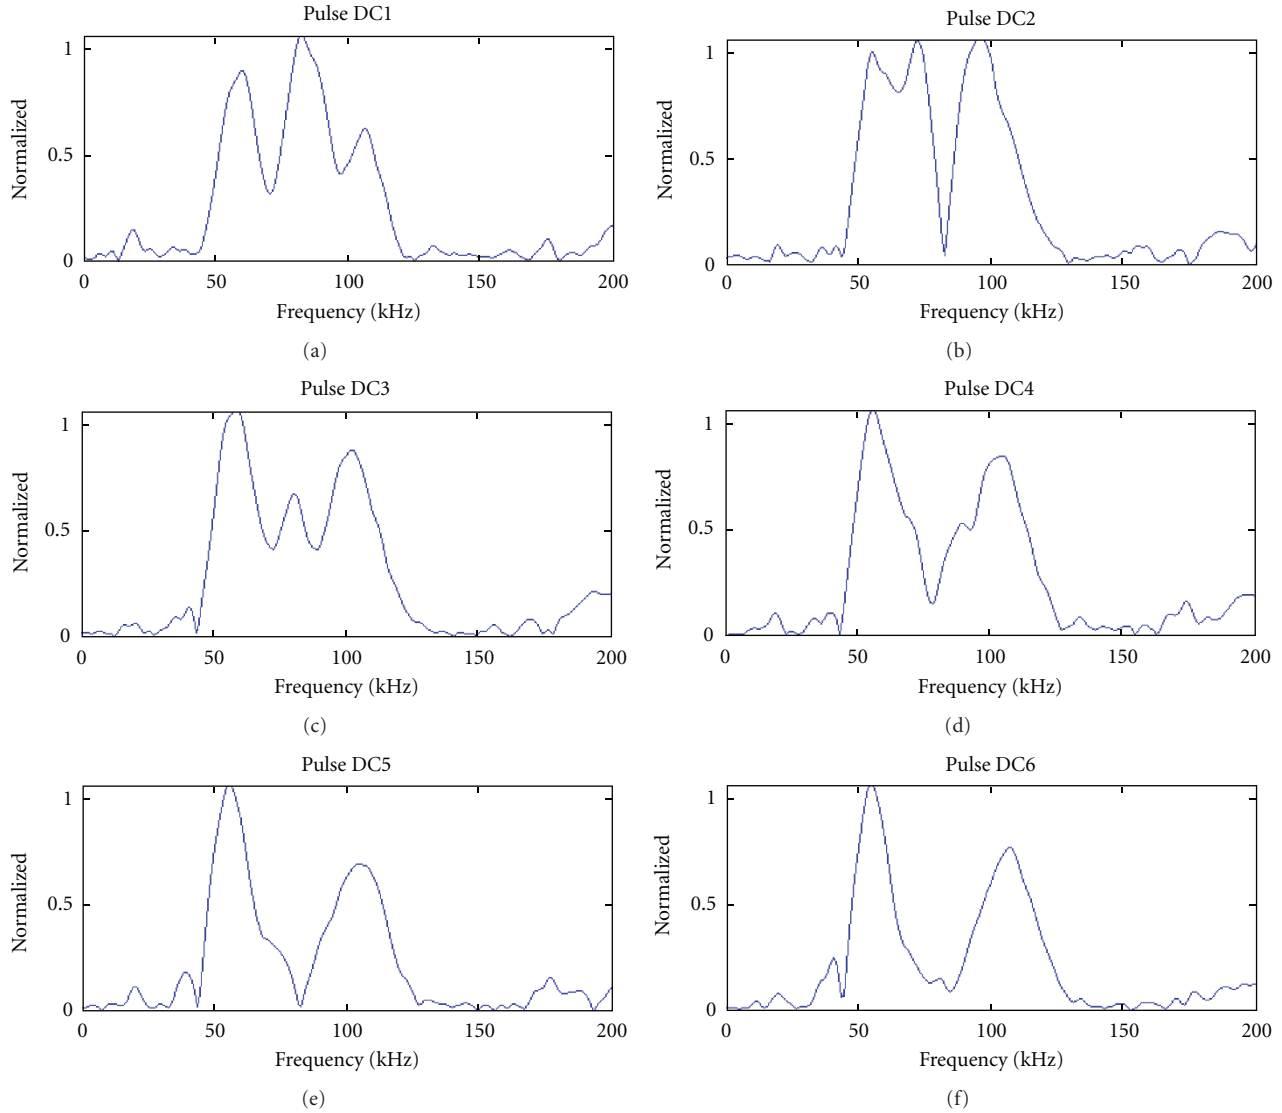 Pulse DC1
Normalized
1
0.5
0
0 50 100 150 200
Frequency (kHz)
(a)
Pulse DC2
Normalized
1
0.5
0
0 50 100 150 200
Frequency (kHz)
(b)
Pulse DC3
Normalized
1
0.5
0
0 50 100 150 200
Frequency (kHz)
(c)
Pulse DC4
Normalized
1
0.5
0
0 50 100 150 200
Frequency (kHz)
(d)
Pulse DC5
Normalized
1
0.5
0
0 50 100 150 200
Frequency (kHz)
(e)
Pulse DC6
Normalized
1
0.5
0
0 50 100 150 200
Frequency (kHz)
(f)